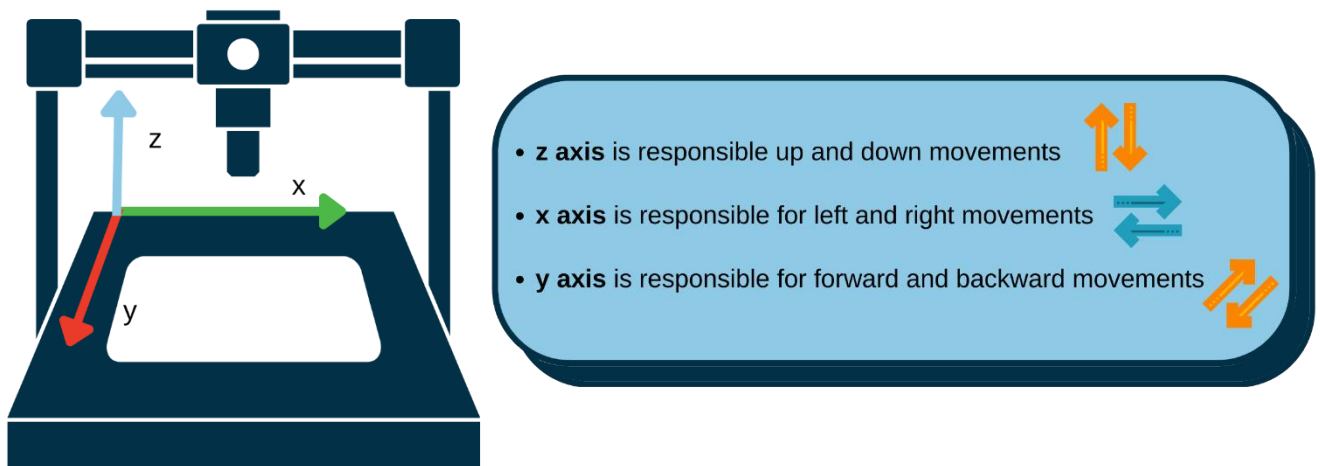 z
x
y
• z axis is responsible up and down movements
• x axis is responsible for left and right movements
• y axis is responsible for forward and backward movements